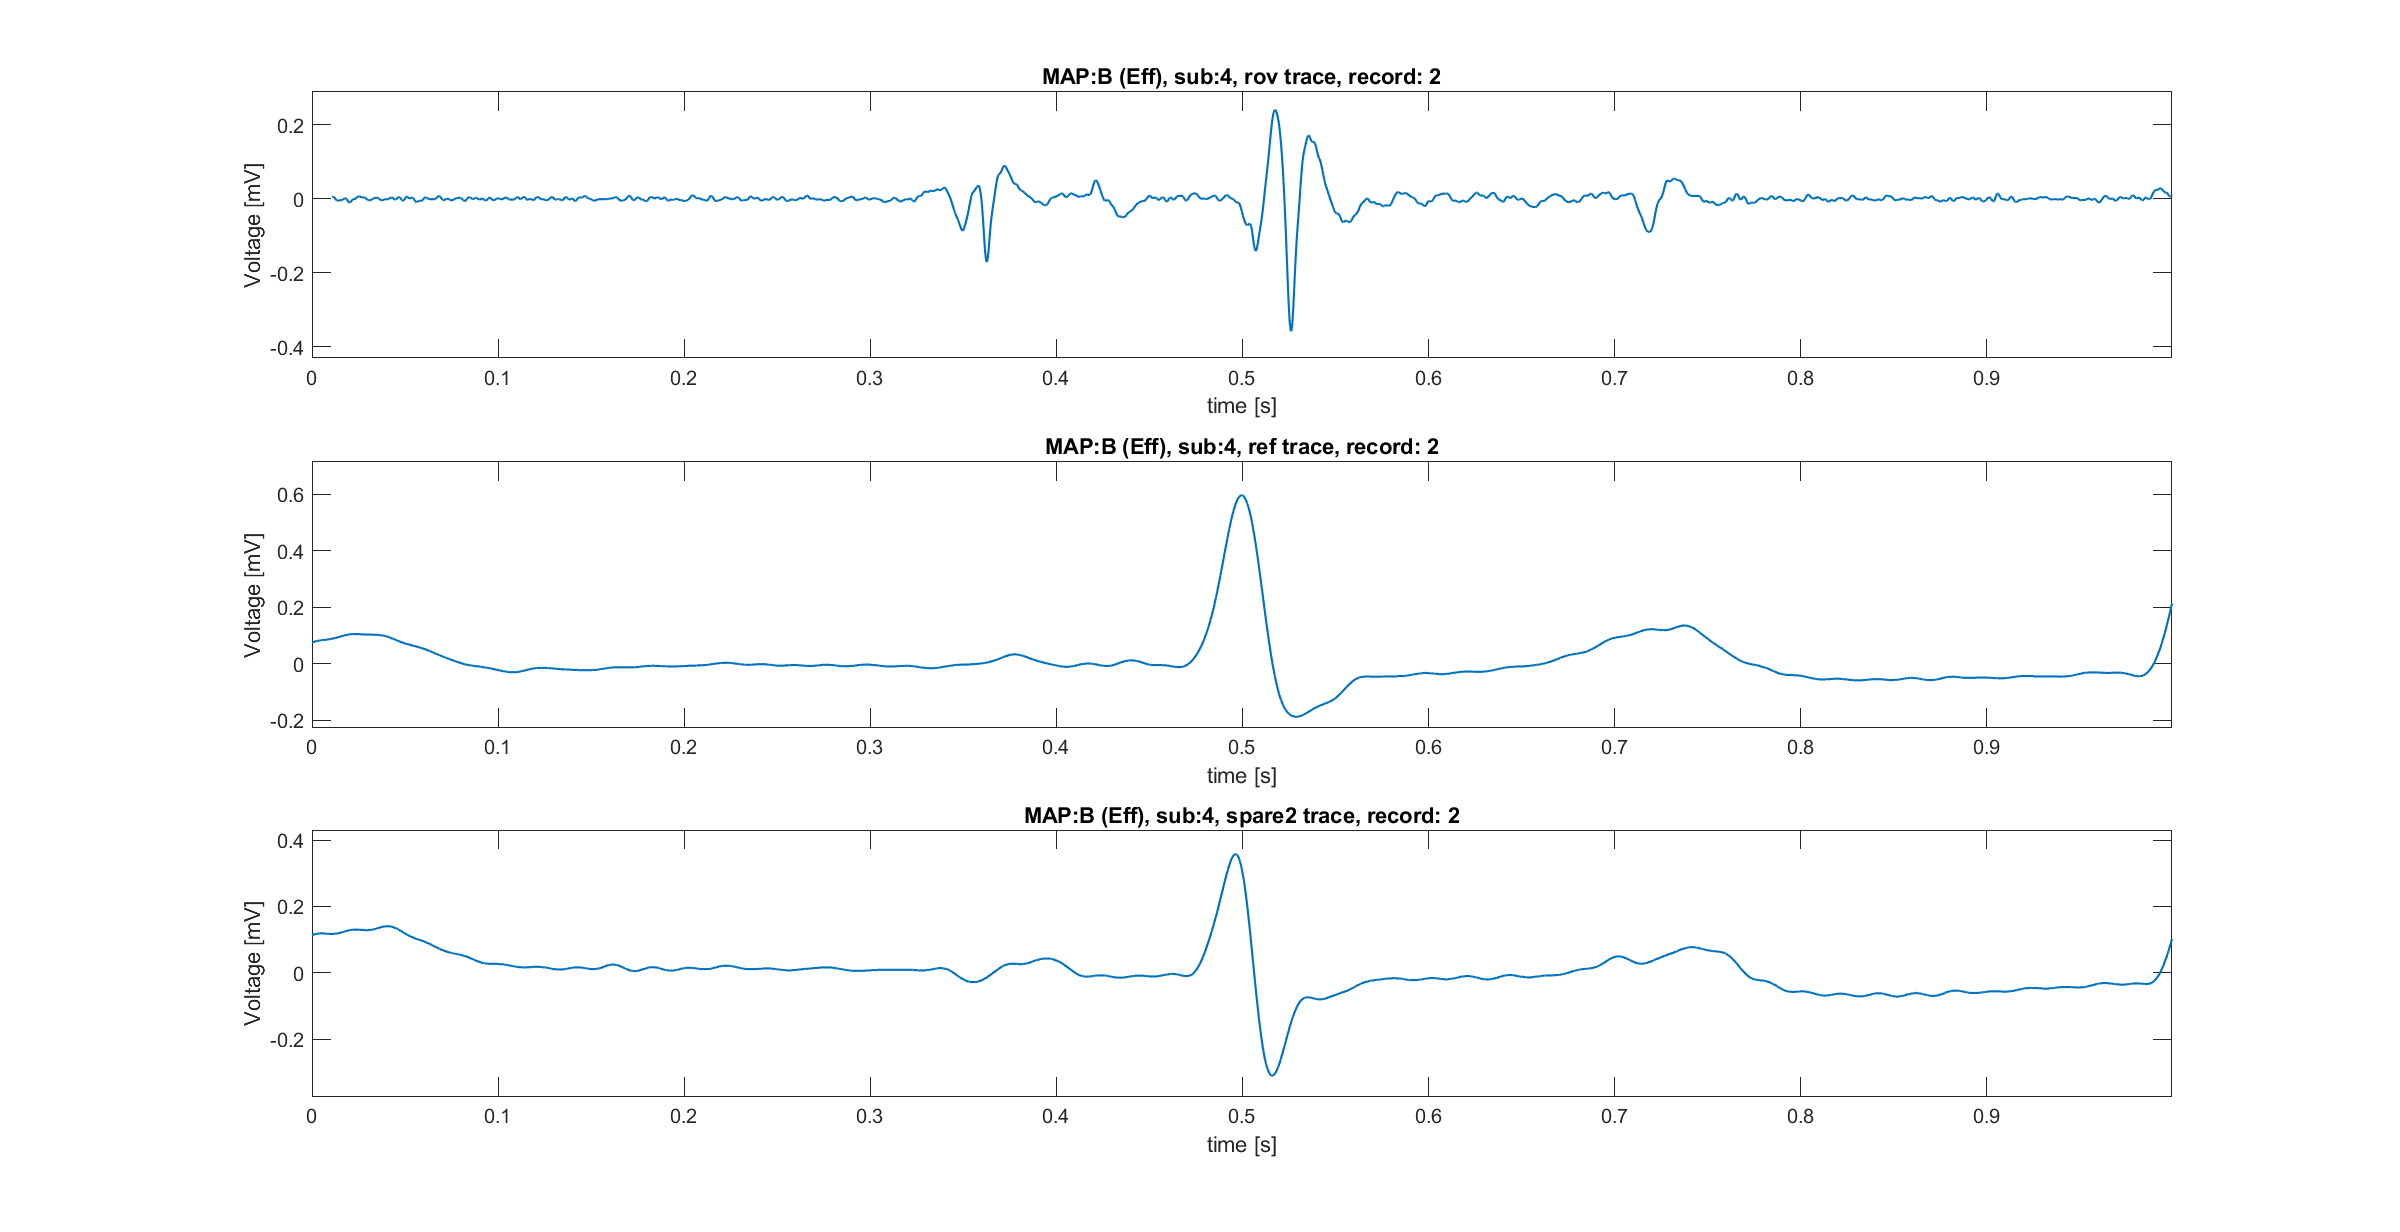 MAP:B (Eff), sub:4, rov trace, record: 2
0.2
0
-0.2
-0.4
Voltage [mV]
0 0.1 0.2 0.3 0.4 0.5 0.6 0.7 0.8 0.9
time [s]
MAP:B (Eff), sub:4, ref trace, record: 2
0.6
0.4
0.2
0
-0.2
Voltage [mV]
0 0.1 0.2 0.3 0.4 0.5 0.6 0.7 0.8 0.9
time [s]
MAP:B (Eff), sub:4, spare2 trace, record: 2
0.4
0.2
0
-0.2
Voltage [mV]
0 0.1 0.2 0.3 0.4 0.5 0.6 0.7 0.8 0.9
time [s]